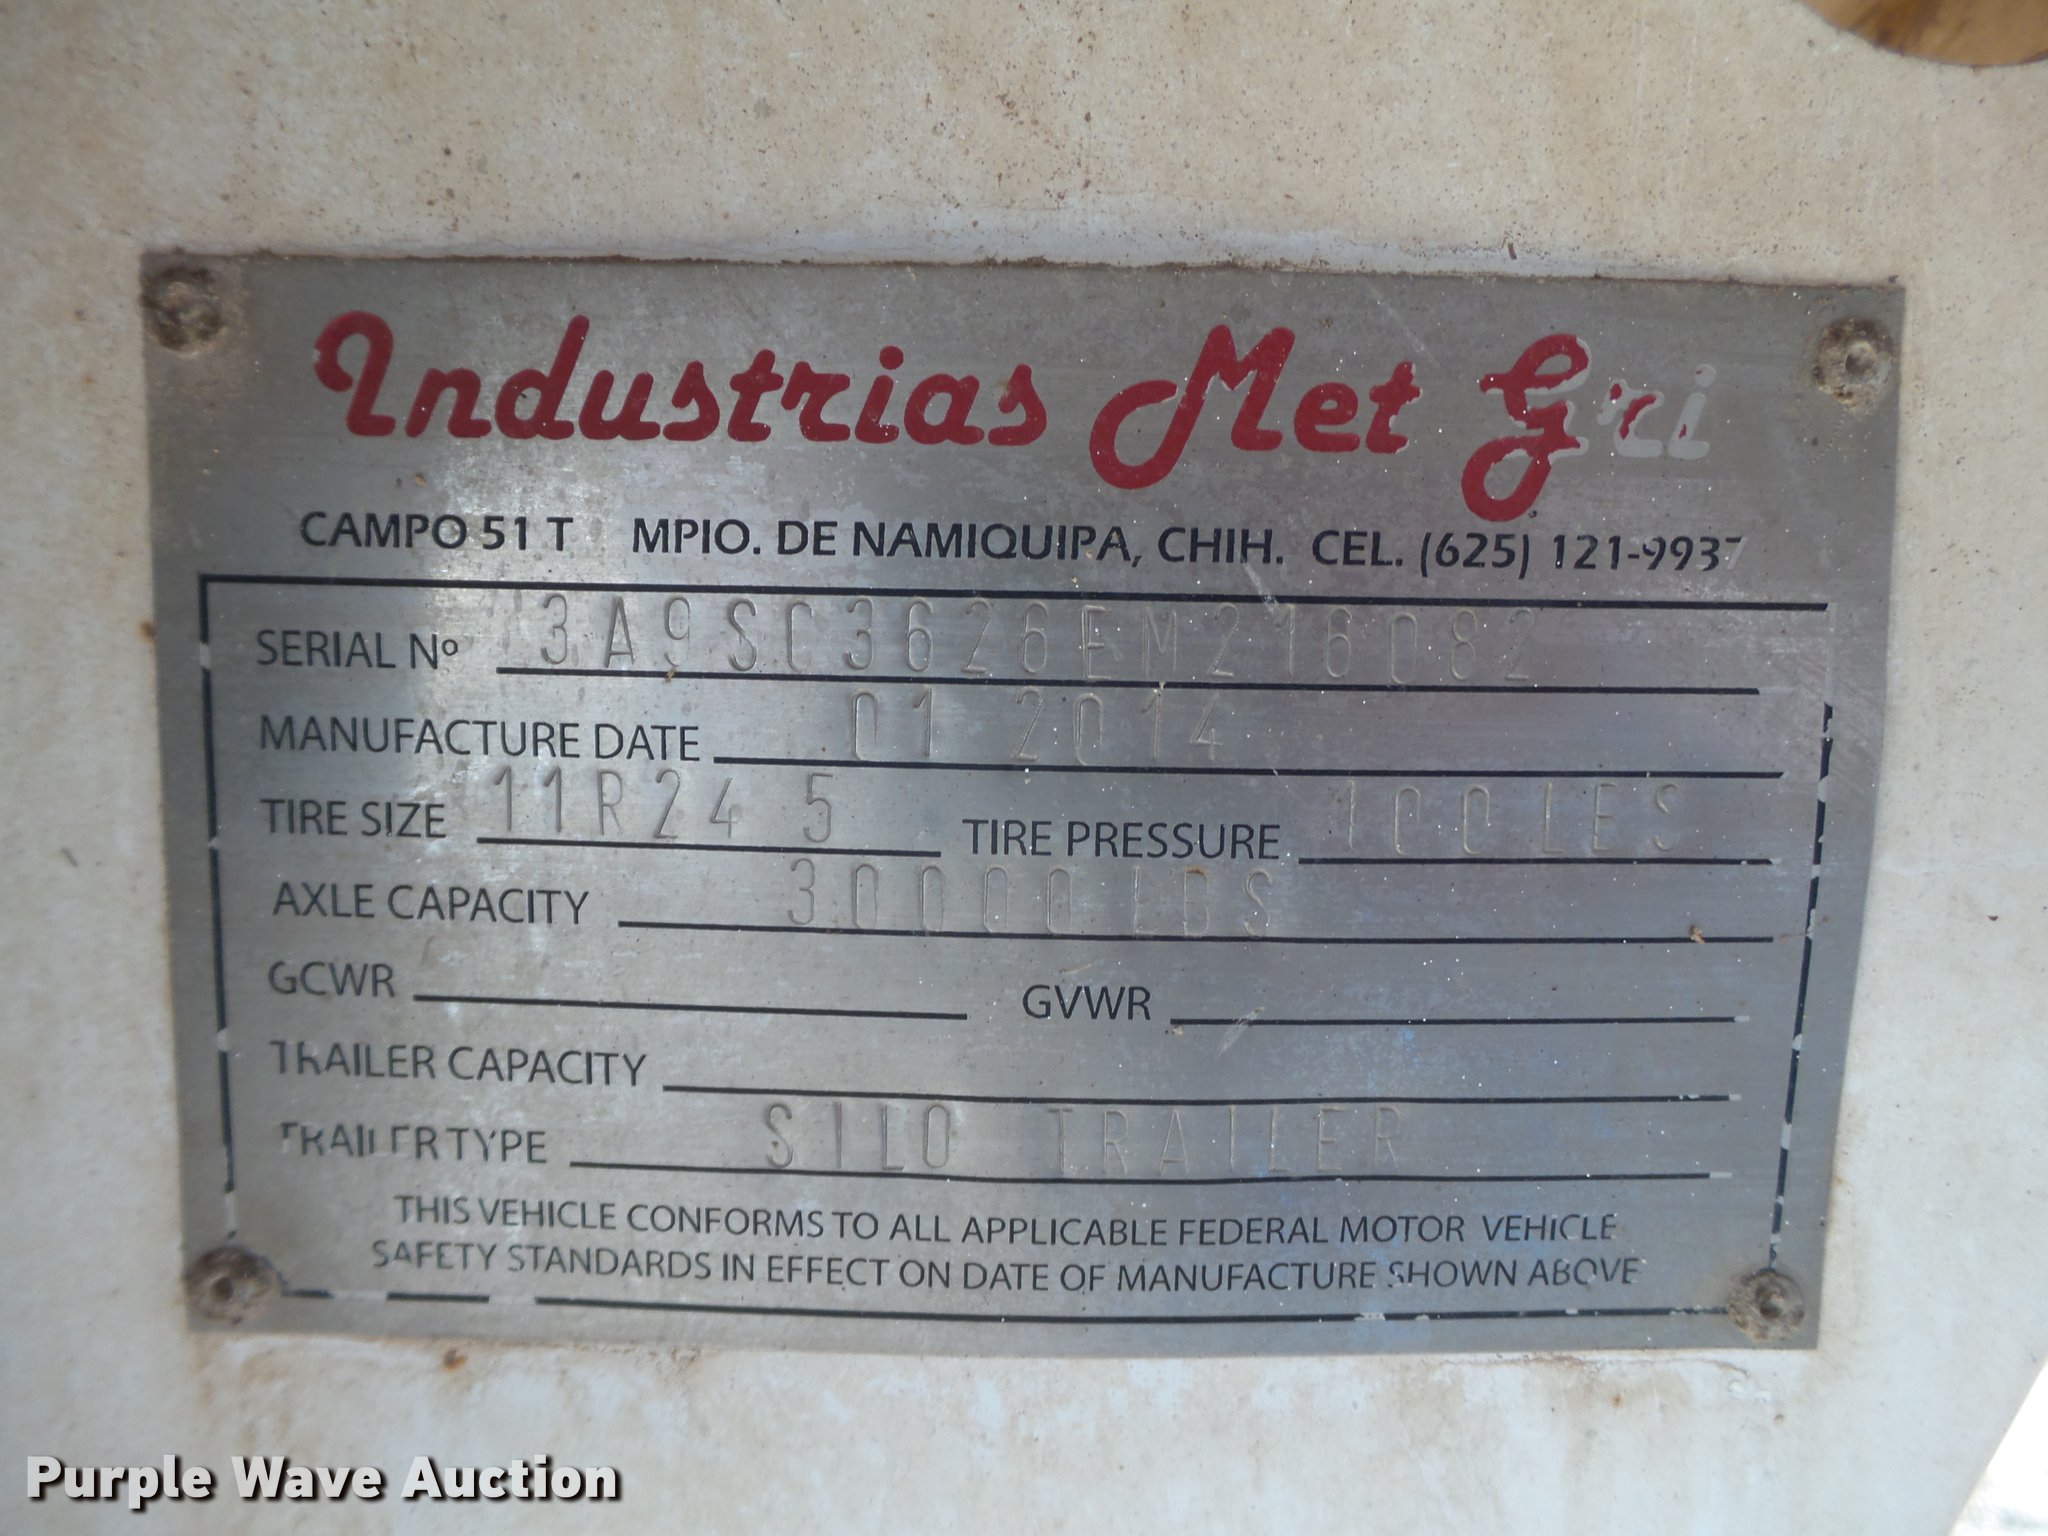 Industrias Met Gri
CAMPO 51 T MPIO. DE NAMIQUIPA, CHIH. CEL. (625) 121-9937
SERIAL Nº 3A9SC3626EM216082
MANUFACTURE DATE 01 2014
TIRE SIZE 11R24 5 TIRE PRESSURE 100LBS
AXLE CAPACITY 30000LBS
GCWR GVWR
TRAILER CAPACITY
TRAILER TYPE SILO TRAILER
THIS VEHICLE CONFORMS TO ALL APPLICABLE FEDERAL MOTOR VEHICLE
SAFETY STANDARDS IN EFFECT ON DATE OF MANUFACTURE SHOWN ABOVE
Purple Wave Auction